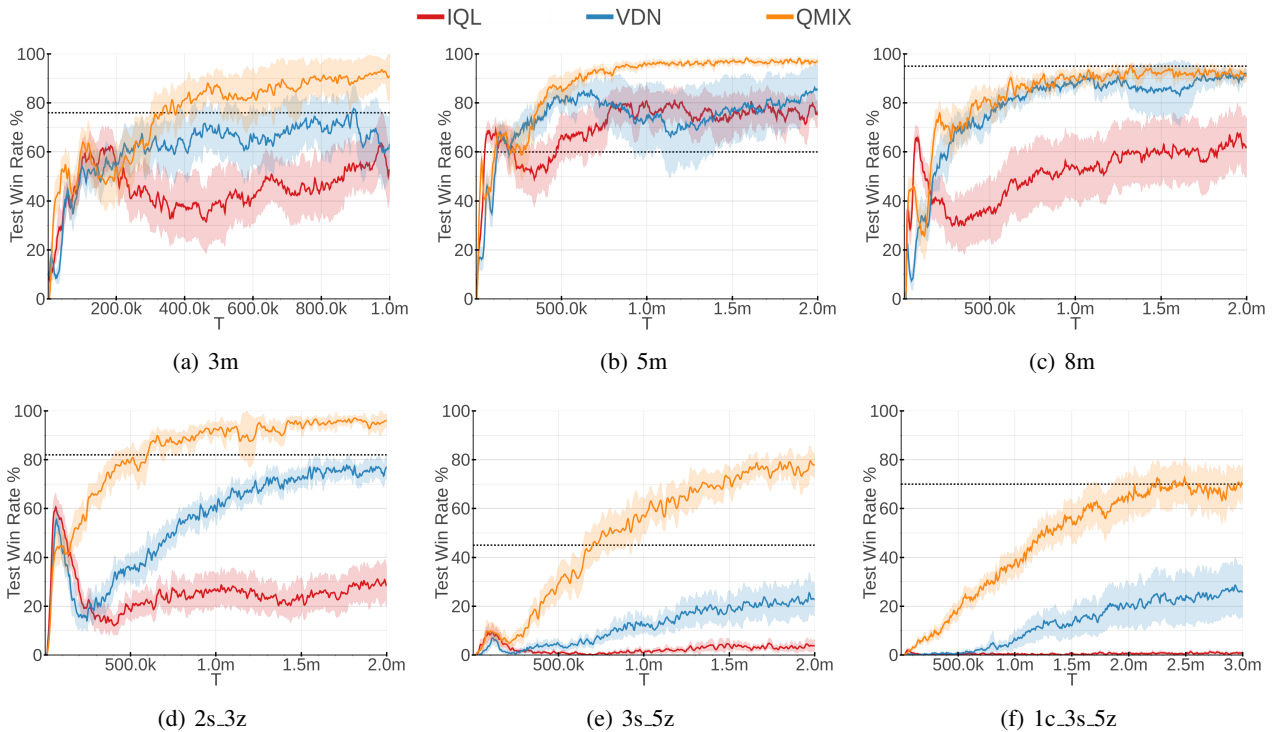 IQL VDN QMIX
Test Win Rate %
100
80
60
40
20
0
200.0k 400.0k 600.0k 800.0k 1.0m
T
(a) 3m
Test Win Rate %
100
80
60
40
20
0
500.0k 1.0m 1.5m 2.0m
T
(b) 5m
Test Win Rate %
100
80
60
40
20
0
500.0k 1.0m 1.5m 2.0m
T
(c) 8m
Test Win Rate %
100
80
60
40
20
0
500.0k 1.0m 1.5m 2.0m
T
(d) 2s_3z
Test Win Rate %
100
80
60
40
20
0
500.0k 1.0m 1.5m 2.0m
T
(e) 3s_5z
Test Win Rate %
100
80
60
40
20
0
500.0k 1.0m 1.5m 2.0m 2.5m 3.0m
T
(f) 1c_3s_5z